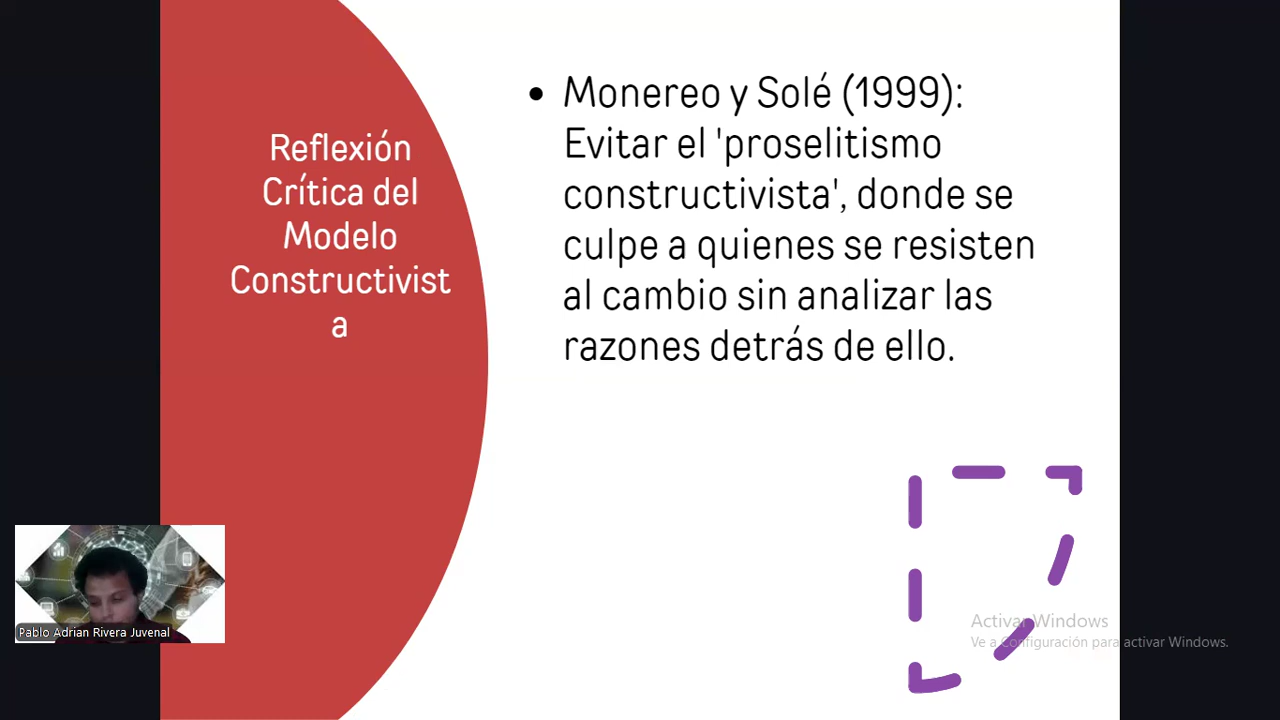 Reflexión
Crítica del
Modelo
Constructivist
a
• Monereo y Solé (1999):
Evitar el 'proselitismo
constructivista', donde se
culpe a quienes se resisten
al cambio sin analizar las
razones detrás de ello.
Pablo Adrian Rivera Juvenal
Activar Windows
Ve a Configuración para activar Windows.